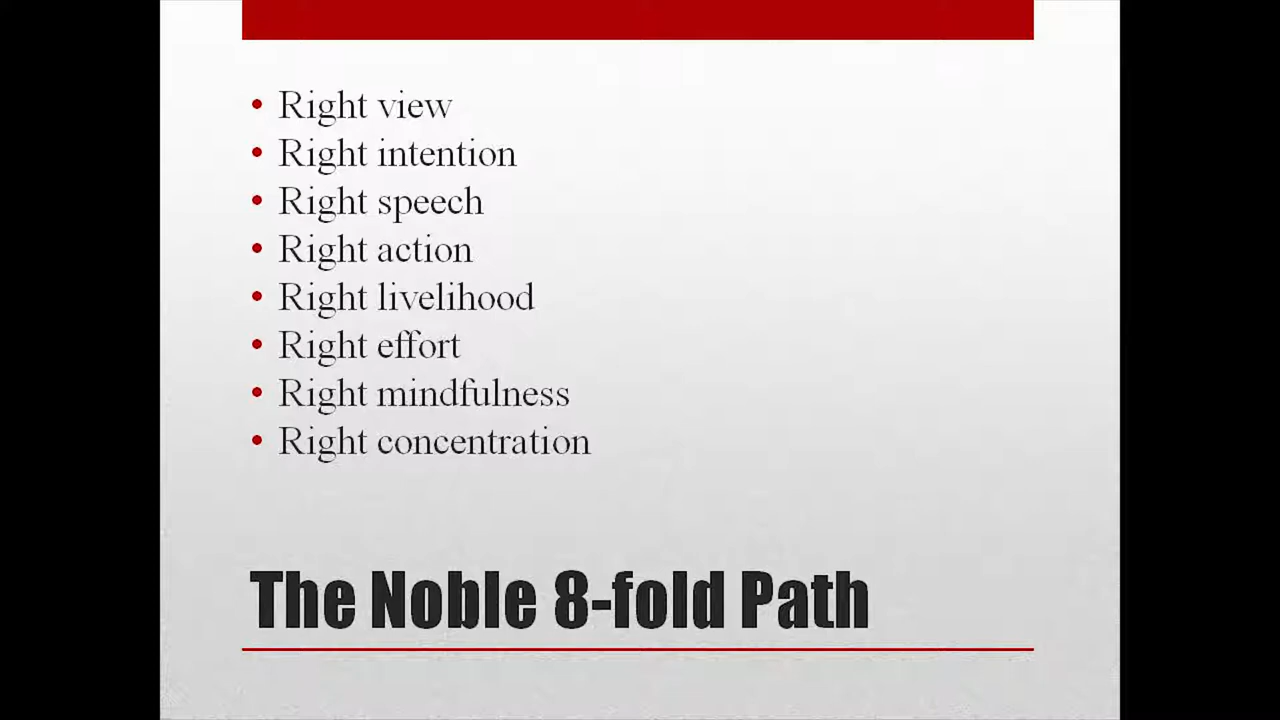 • Right view
• Right intention
• Right speech
• Right action
• Right livelihood
• Right effort
• Right mindfulness
• Right concentration
The Noble 8-fold Path